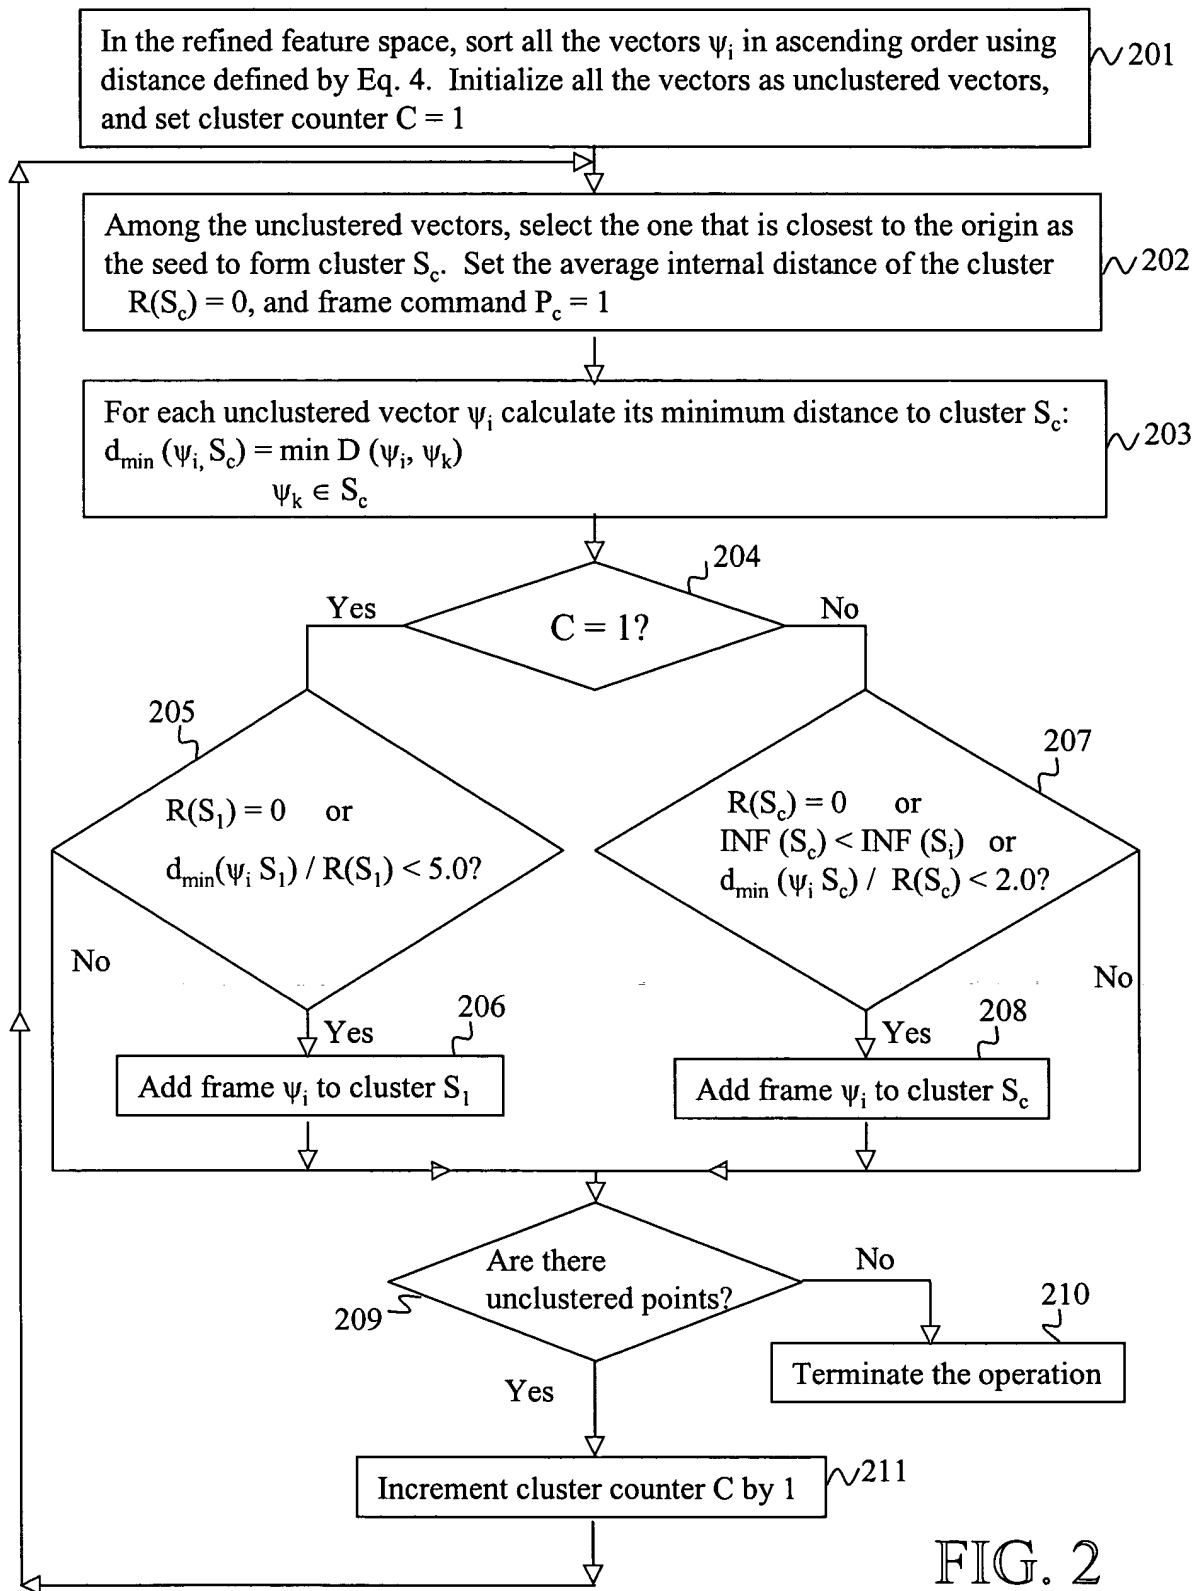 In the refined feature space, sort all the vectors ψi in ascending order using
distance defined by Eq. 4. Initialize all the vectors as unclustered vectors,
and set cluster counter C = 1
201
Among the unclustered vectors, select the one that is closest to the origin as
the seed to form cluster Sc. Set the average internal distance of the cluster
R(Sc) = 0, and frame command Pc = 1
202
For each unclustered vector ψi calculate its minimum distance to cluster Sc:
dmin (ψi, Sc) = min D (ψi, ψk)
ψk ∈ Sc
203
204
Yes
C = 1?
No
205
R(S1) = 0 or
dmin(ψi S1) / R(S1) < 5.0?
207
R(Sc) = 0 or
INF (Sc) < INF (Si) or
dmin (ψi Sc) / R(Sc) < 2.0?
No
No
Yes
206
Yes
208
Add frame ψi to cluster S1
Add frame ψi to cluster Sc
Are there
unclustered points?
209
No
210
Terminate the operation
Yes
Increment cluster counter C by 1
211
FIG. 2